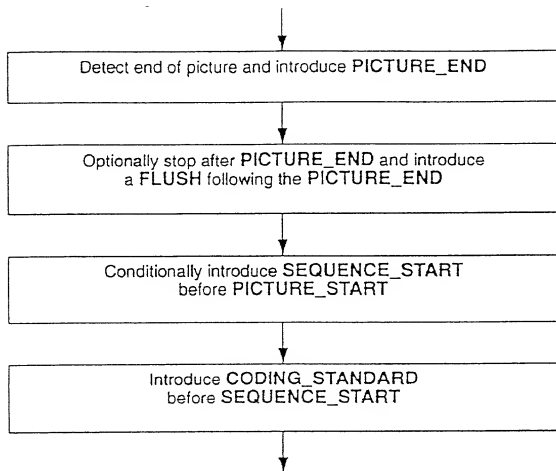 Detect end of picture and introduce PICTURE_END
Optionally stop after PICTURE_END and introduce
a FLUSH following the PICTURE_END
Conditionally introduce SEQUENCE_START
before PICTURE_START
Introduce CODING_STANDARD
before SEQUENCE_START